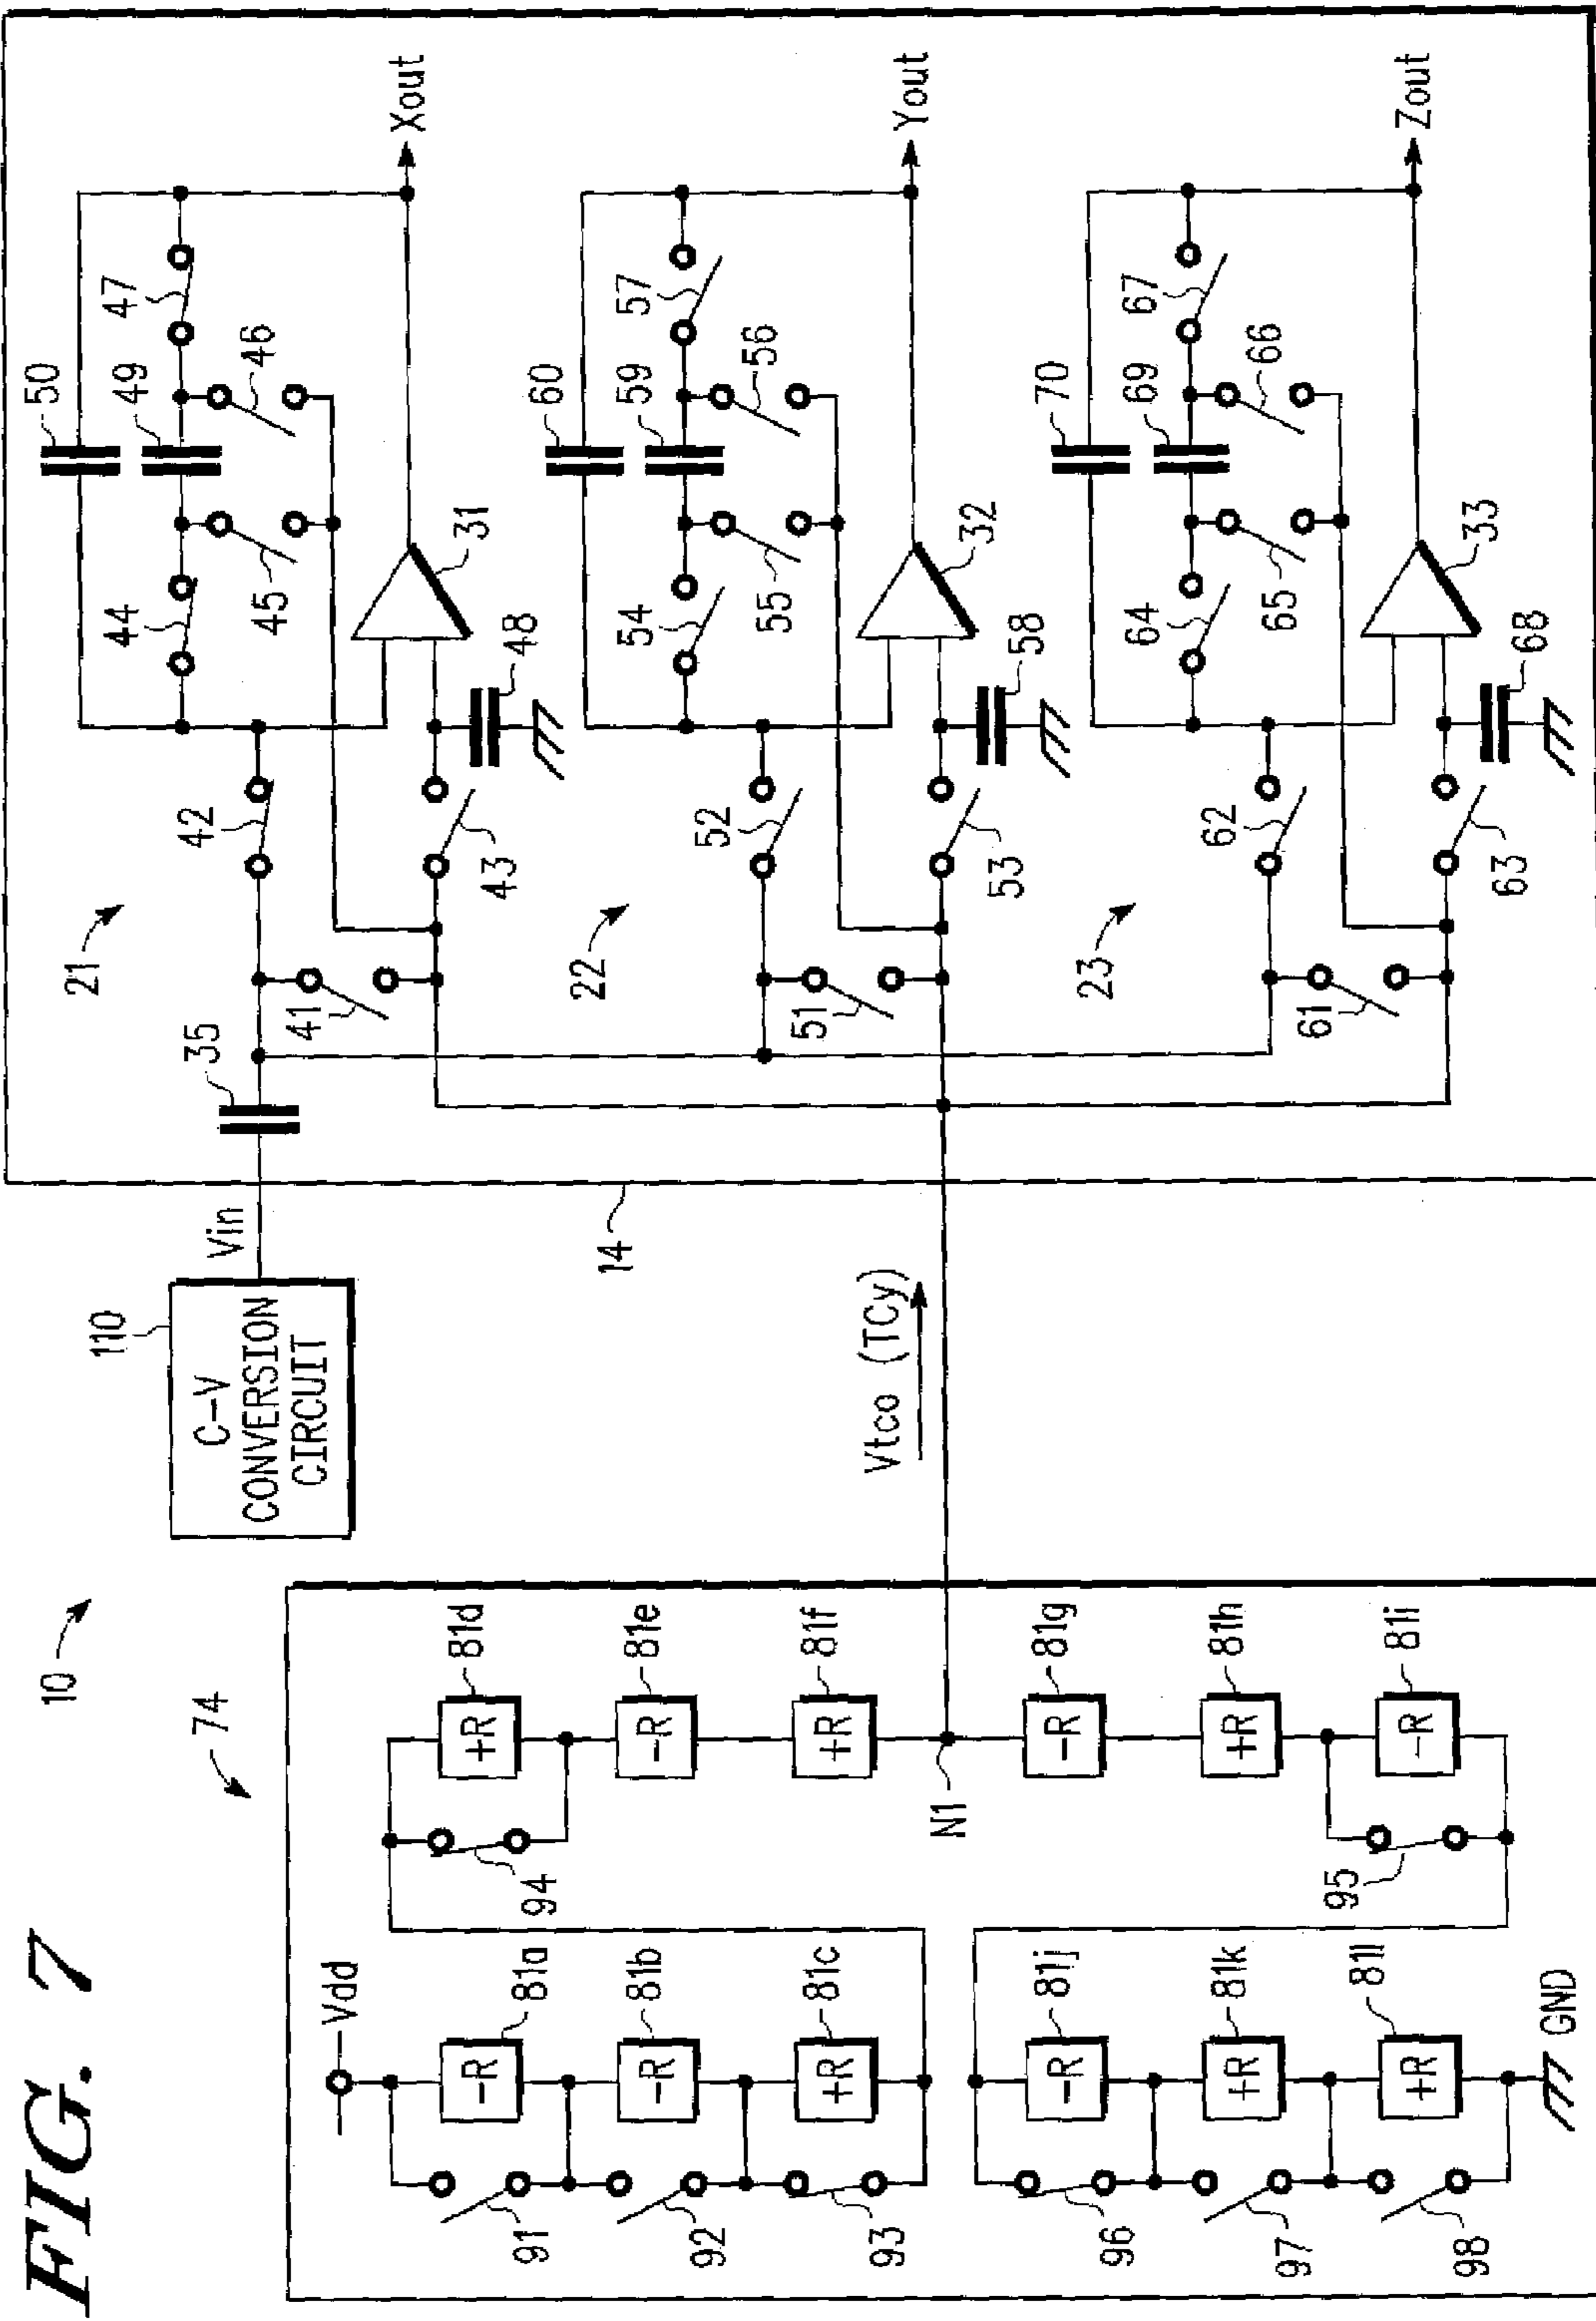 FIG. 7
10
74
Vdd
81a
-R
91
81b
-R
92
81c
+R
93
81d
+R
94
81e
-R
81f
+R
N1
81g
-R
81h
+R
81i
-R
95
81j
-R
96
81k
+R
97
81l
+R
98
GND
110
C-V
CONVERSION
CIRCUIT
Vin
Vtco (TCy)
14
35
21
41
42
43
44
45
46
47
48
49
50
31
Xout
22
51
52
53
54
55
56
57
58
59
60
32
Yout
23
61
62
63
64
65
66
67
68
69
70
33
Zout